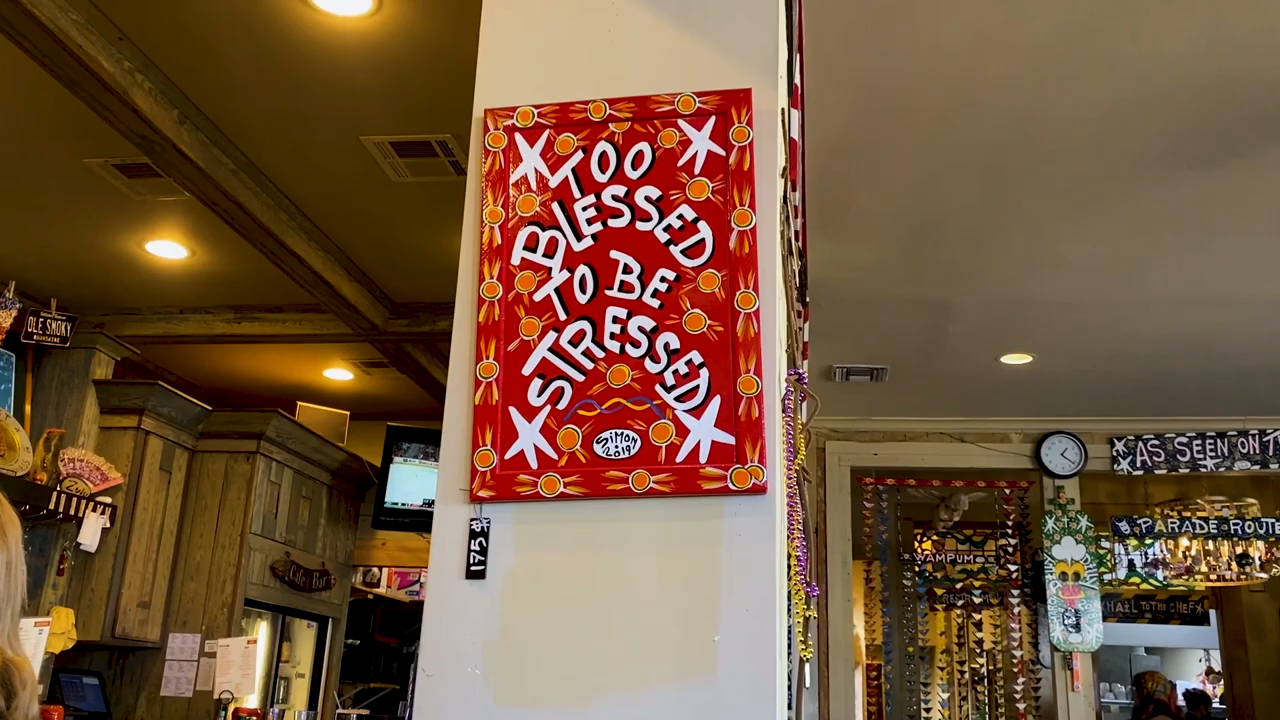 TOO
BLESSED
TO BE
STRESSED
SIMON
2019
175#
OLE SMOKY
MOONSHINE
Cafe & Bar
AS SEEN ON T
PARADE ROUTE
WAMPUM
HAIL TO THE CHEF